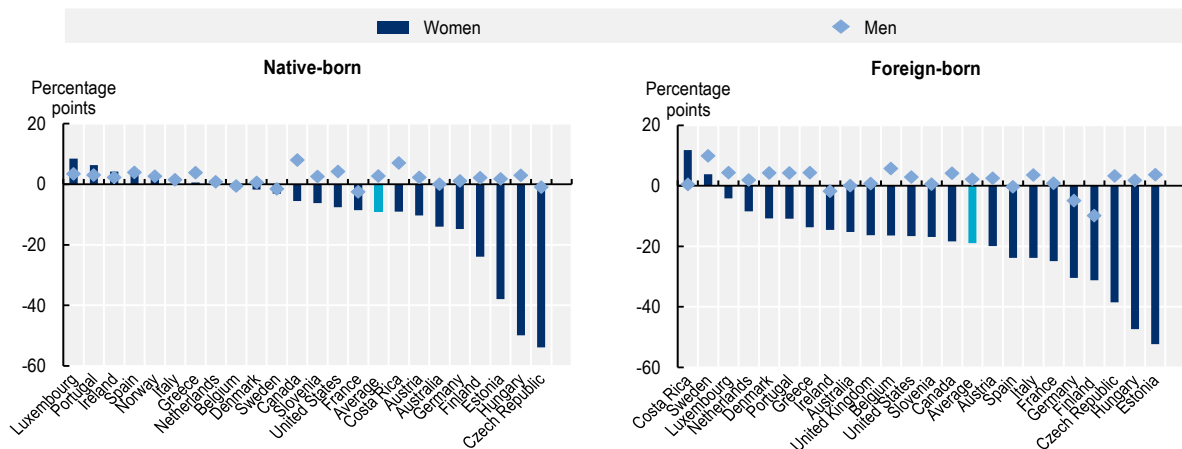 Women
Men
Native-born
Foreign-born
Percentage
points
20
0
-20
-40
-60
Luxembourg
Portugal
Ireland
Spain
Norway
Italy
Greece
Netherlands
Belgium
Denmark
Sweden
Canada
Slovenia
United States
France
Average
Costa Rica
Austria
Australia
Germany
Finland
Estonia
Hungary
Czech Republic
Percentage
points
20
0
-20
-40
-60
Costa Rica
Sweden
Luxembourg
Netherlands
Denmark
Portugal
Greece
Ireland
Australia
United Kingdom
Belgium
United States
Slovenia
Canada
Average
Austria
Spain
Italy
France
Germany
Finland
Czech Republic
Hungary
Estonia